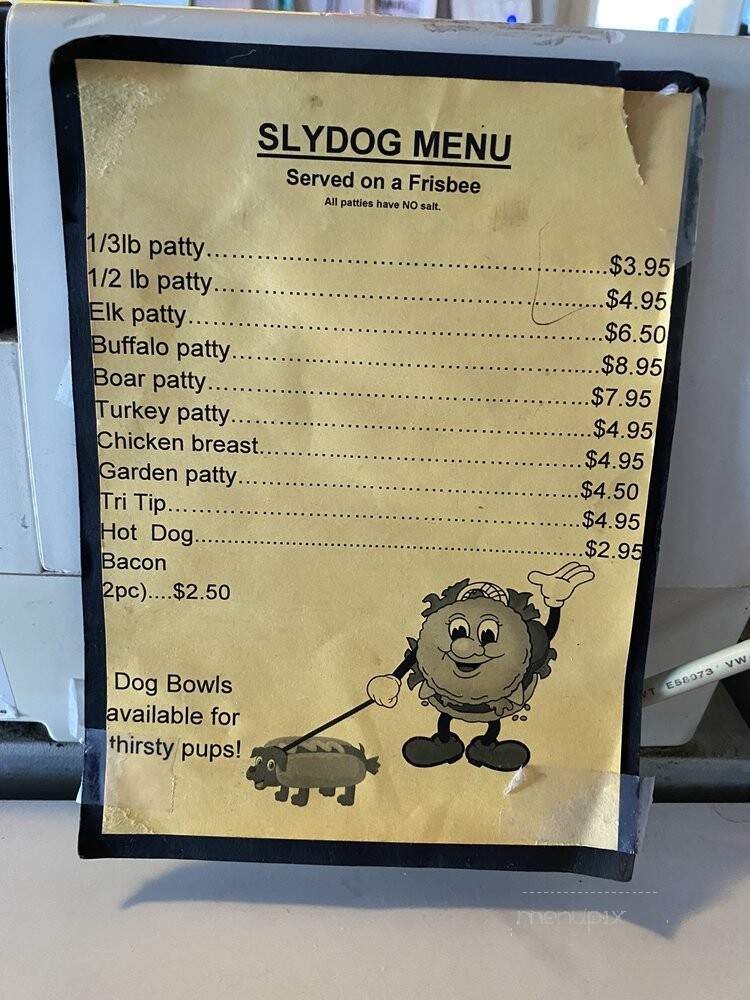 SLYDOG MENU
Served on a Frisbee
All patties have NO salt.
1/3lb patty..........................................................$3.95
1/2 lb patty..........................................................$4.95
Elk patty..........................................................$6.50
Buffalo patty..........................................................$8.95
Boar patty..........................................................$7.95
Turkey patty..........................................................$4.95
Chicken breast..........................................................$4.95
Garden patty..........................................................$4.50
Tri Tip..........................................................$4.95
Hot Dog..........................................................$2.95
Bacon
2pc)....$2.50
Dog Bowls
available for
thirsty pups!
E58073 VW
menupix